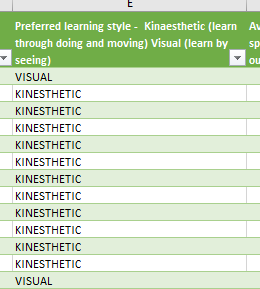 E
Preferred learning style -  Kinaesthetic (learn
through doing and moving) Visual (learn by
seeing)
Av
sp
ou
VISUAL
KINESTHETIC
KINESTHETIC
KINESTHETIC
KINESTHETIC
KINESTHETIC
VISUAL
KINESTHETIC
KINESTHETIC
KINESTHETIC
KINESTHETIC
KINESTHETIC
VISUAL